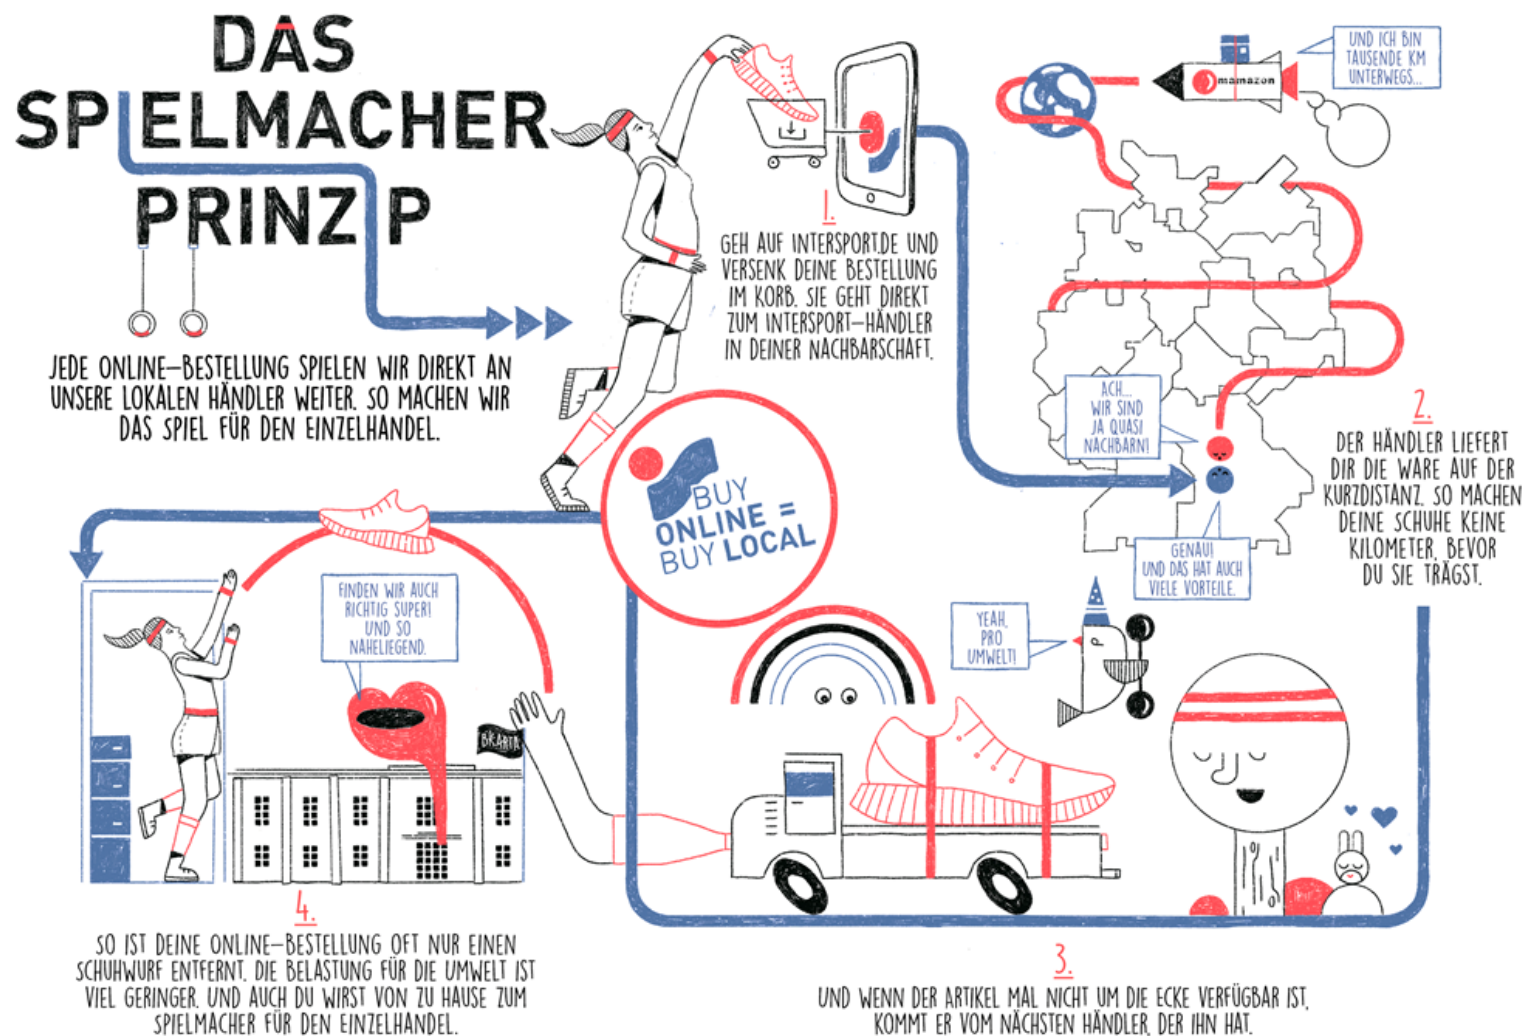 DAS
SPIELMACHER
PRINZIP
JEDE ONLINE–BESTELLUNG SPIELEN WIR DIREKT AN
UNSERE LOKALEN HÄNDLER WEITER. SO MACHEN WIR
DAS SPIEL FÜR DEN EINZELHANDEL.
1.
GEH AUF INTERSPORT.DE UND
VERSENK DEINE BESTELLUNG
IM KORB. SIE GEHT DIREKT
ZUM INTERSPORT–HÄNDLER
IN DEINER NACHBARSCHAFT.
mamazon
UND ICH BIN
TAUSENDE KM
UNTERWEGS...
ACH...
WIR SIND
JA QUASI
NACHBARN!
GENAU!
UND DAS HAT AUCH
VIELE VORTEILE.
2.
DER HÄNDLER LIEFERT
DIR DIE WARE AUF DER
KURZDISTANZ. SO MACHEN
DEINE SCHUHE KEINE
KILOMETER, BEVOR
DU SIE TRÄGST.
BUY
ONLINE =
BUY LOCAL
YEAH,
PRO
UMWELT!
3.
UND WENN DER ARTIKEL MAL NICHT UM DIE ECKE VERFÜGBAR IST,
KOMMT ER VOM NÄCHSTEN HÄNDLER, DER IHN HAT.
FINDEN WIR AUCH
RICHTIG SUPER!
UND SO
NAHELIEGEND.
4.
SO IST DEINE ONLINE–BESTELLUNG OFT NUR EINEN
SCHUHWURF ENTFERNT. DIE BELASTUNG FÜR DIE UMWELT IST
VIEL GERINGER. UND AUCH DU WIRST VON ZU HAUSE ZUM
SPIELMACHER FÜR DEN EINZELHANDEL.